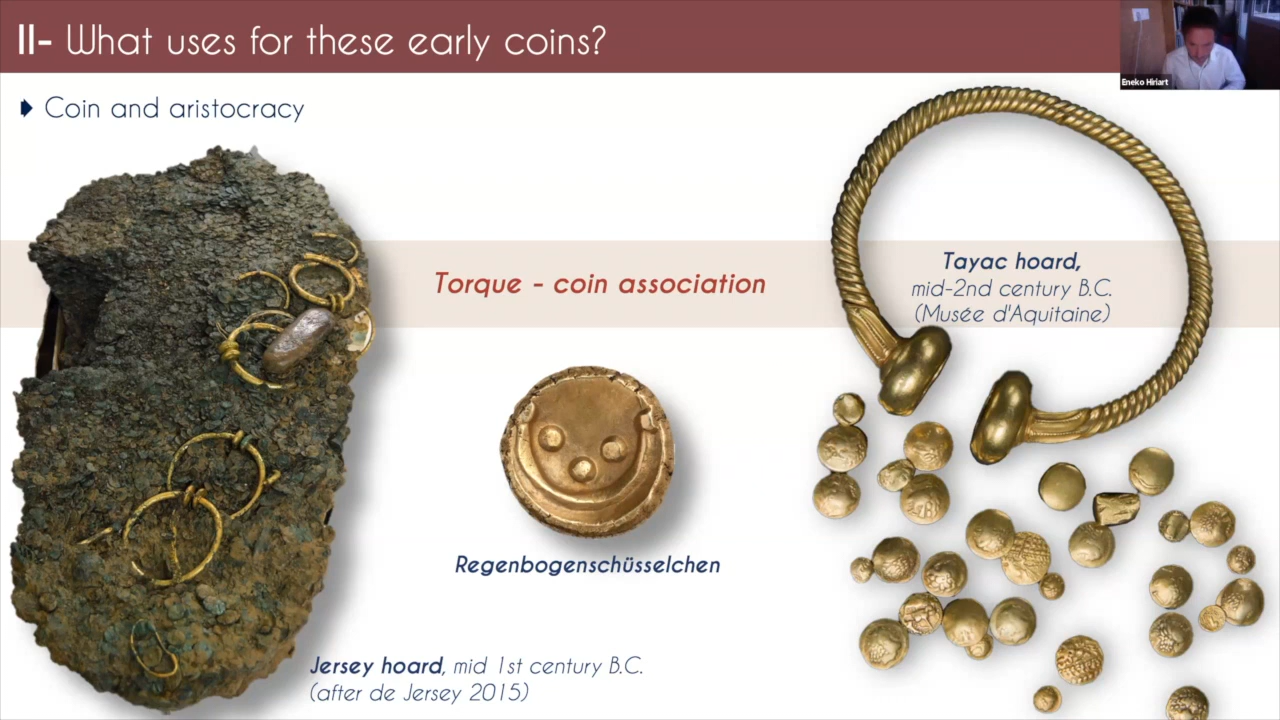 II- What uses for these early coins?
Eneko Hiriart
Coin and aristocracy
Torque - coin association
Tayac hoard,
mid-2nd century B.C.
(Musée d'Aquitaine)
Regenbogenschüsselchen
Jersey hoard, mid 1st century B.C.
(after de Jersey 2015)